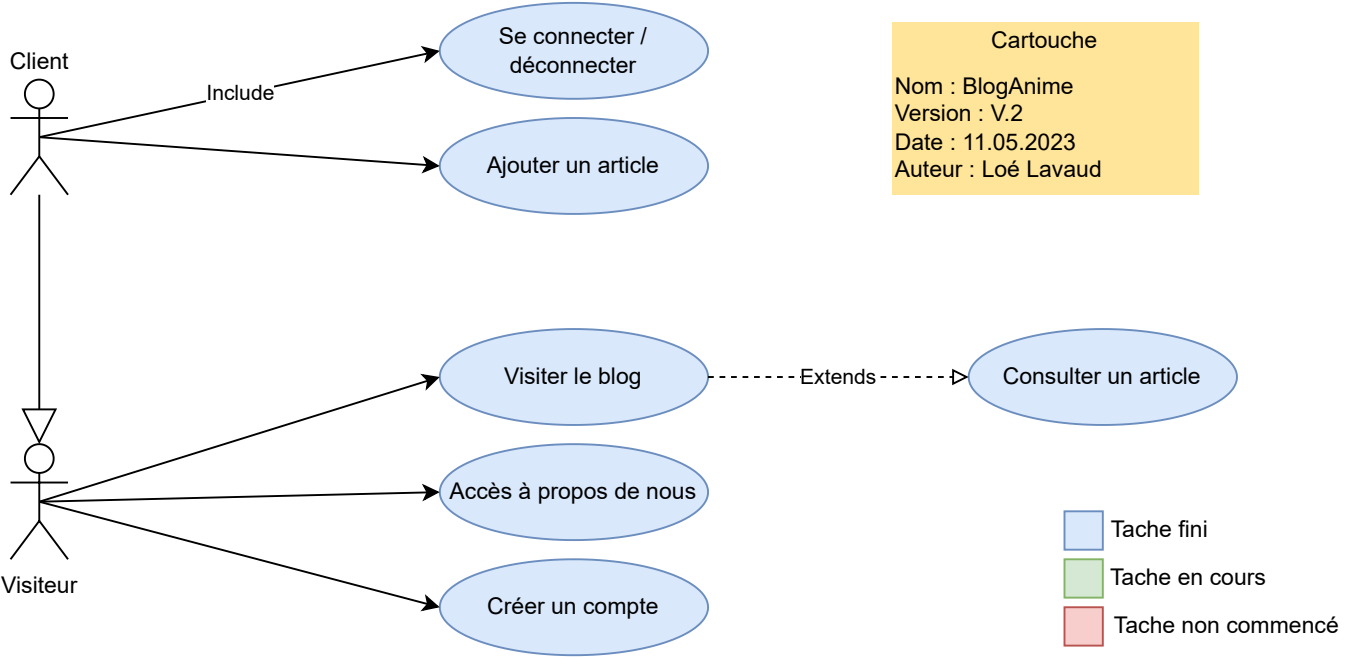 Client
Include
Se connecter /
déconnecter
Ajouter un article
Cartouche
Nom : BlogAnime
Version : V.2
Date : 11.05.2023
Auteur : Loé Lavaud
Visiter le blog
Extends
Consulter un article
Accès à propos de nous
Créer un compte
Visiteur
Tache fini
Tache en cours
Tache non commencé